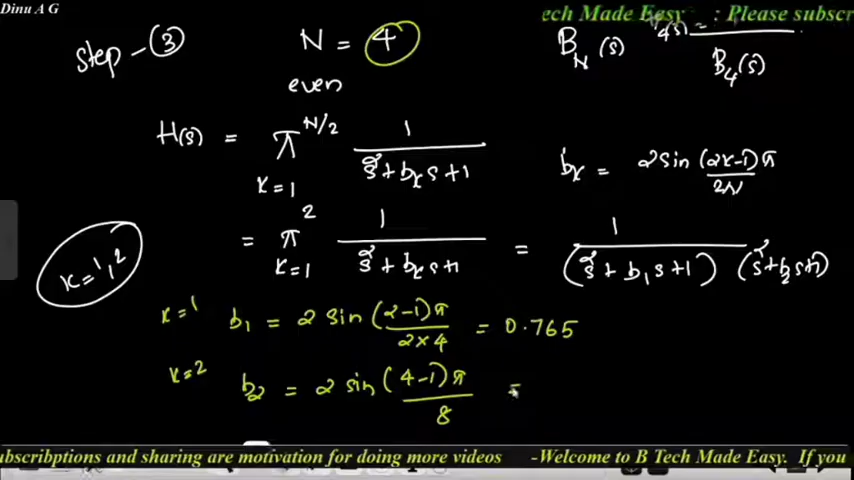 Dinu A G
ech Made Easy : Please subscr
step - ③ N = 4
even
B_N (s)
B_4(s)
H(s) = π^{N/2}_{K=1} 1 / (s² + b_K s + 1)
b_K = 2 sin (2K-1)π / 2N
= π^{2}_{K=1} 1 / (s² + b_K s + 1) = 1 / (s² + b_1 s + 1) (s² + b_2 s + 1)
K = 1, 2
K = 1 b_1 = 2 sin (2-1)π / 2×4 = 0.765
K = 2 b_2 = 2 sin (4-1)π / 8 =
ubscribptions and sharing are motivation for doing more videos -Welcome to B Tech Made Easy. If you